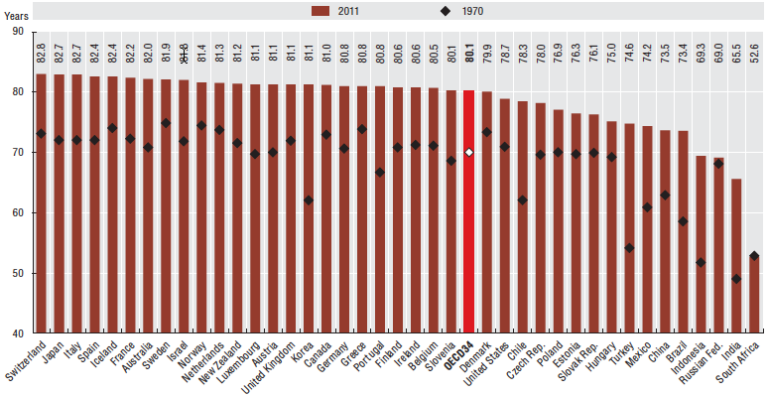 2011 1970
Years
90
80
70
60
50
40
82.8 82.7 82.7 82.4 82.4 82.2 82.0 81.9 81.8 81.4 81.3 81.2 81.1 81.1 81.1 81.1 81.0 80.8 80.8 80.8 80.6 80.6 80.5 80.1 80.1 79.9 78.7 78.3 78.0 76.9 76.3 76.1 75.0 74.6 74.2 73.5 73.4 69.3 69.0 65.5 52.6
Switzerland
Japan
Italy
Spain
Iceland
France
Australia
Sweden
Israel
Norway
Netherlands
New Zealand
Luxembourg
Austria
United Kingdom
Korea
Canada
Germany
Greece
Portugal
Finland
Ireland
Belgium
Slovenia
OECD34
Denmark
United States
Chile
Czech Rep.
Poland
Estonia
Slovak Rep.
Hungary
Turkey
Mexico
China
Brazil
Indonesia
Russian Fed.
India
South Africa